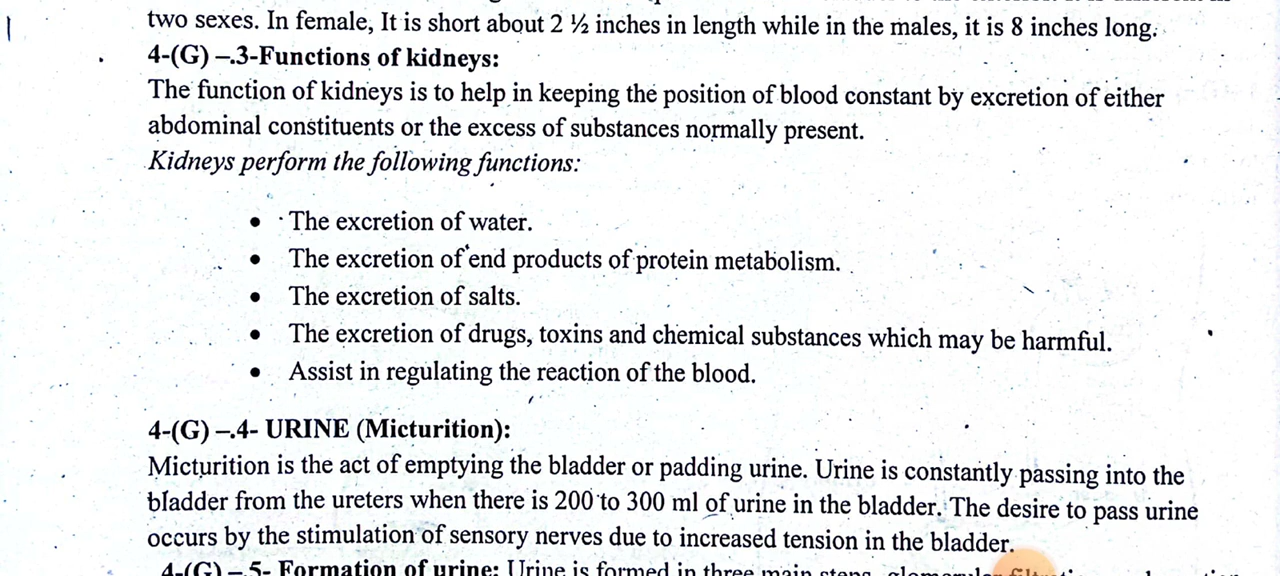 two sexes. In female, It is short about 2 ½ inches in length while in the males, it is 8 inches long.
4-(G) –.3-Functions of kidneys:
The function of kidneys is to help in keeping the position of blood constant by excretion of either
abdominal constituents or the excess of substances normally present.
Kidneys perform the following functions:
• The excretion of water.
• The excretion of end products of protein metabolism.
• The excretion of salts.
• The excretion of drugs, toxins and chemical substances which may be harmful.
• Assist in regulating the reaction of the blood.
4-(G) –.4- URINE (Micturition):
Micturition is the act of emptying the bladder or padding urine. Urine is constantly passing into the
bladder from the ureters when there is 200 to 300 ml of urine in the bladder. The desire to pass urine
occurs by the stimulation of sensory nerves due to increased tension in the bladder.
4-(G) – 5- Formation of urine: Urine is formed in three main steps